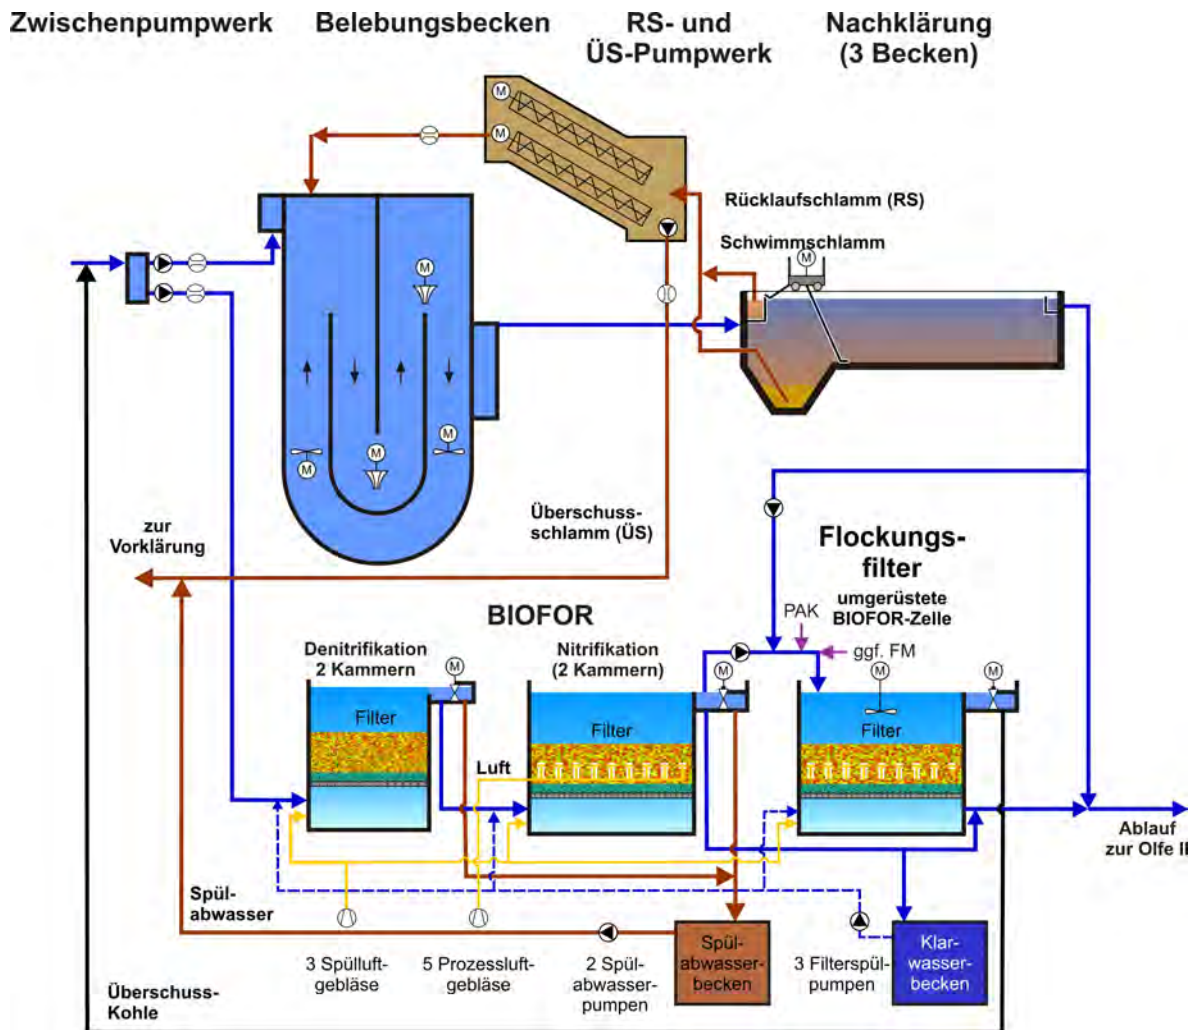 Zwischenpumpwerk
Belebungsbecken
RS- und
ÜS-Pumpwerk
Nachklärung
(3 Becken)
M
M
Rücklaufschlamm (RS)
Schwimmschlamm
M
M
M
M
M
Überschuss-
schlamm (ÜS)
zur
Vorklärung
Flockungs-
filter
umgerüstete
BIOFOR-Zelle
PAK
ggf. FM
BIOFOR
Denitrifikation
2 Kammern
Nitrifikation
(2 Kammern)
M
M
M
M
Filter
Filter
Filter
Luft
Ablauf
zur Olfe II
Spül-
abwasser
3 Spülluft-
gebläse
5 Prozessluft-
gebläse
2 Spül-
abwasser-
pumpen
Spül-
abwasser-
becken
3 Filterspül-
pumpen
Klar-
wasser-
becken
Überschuss-
Kohle